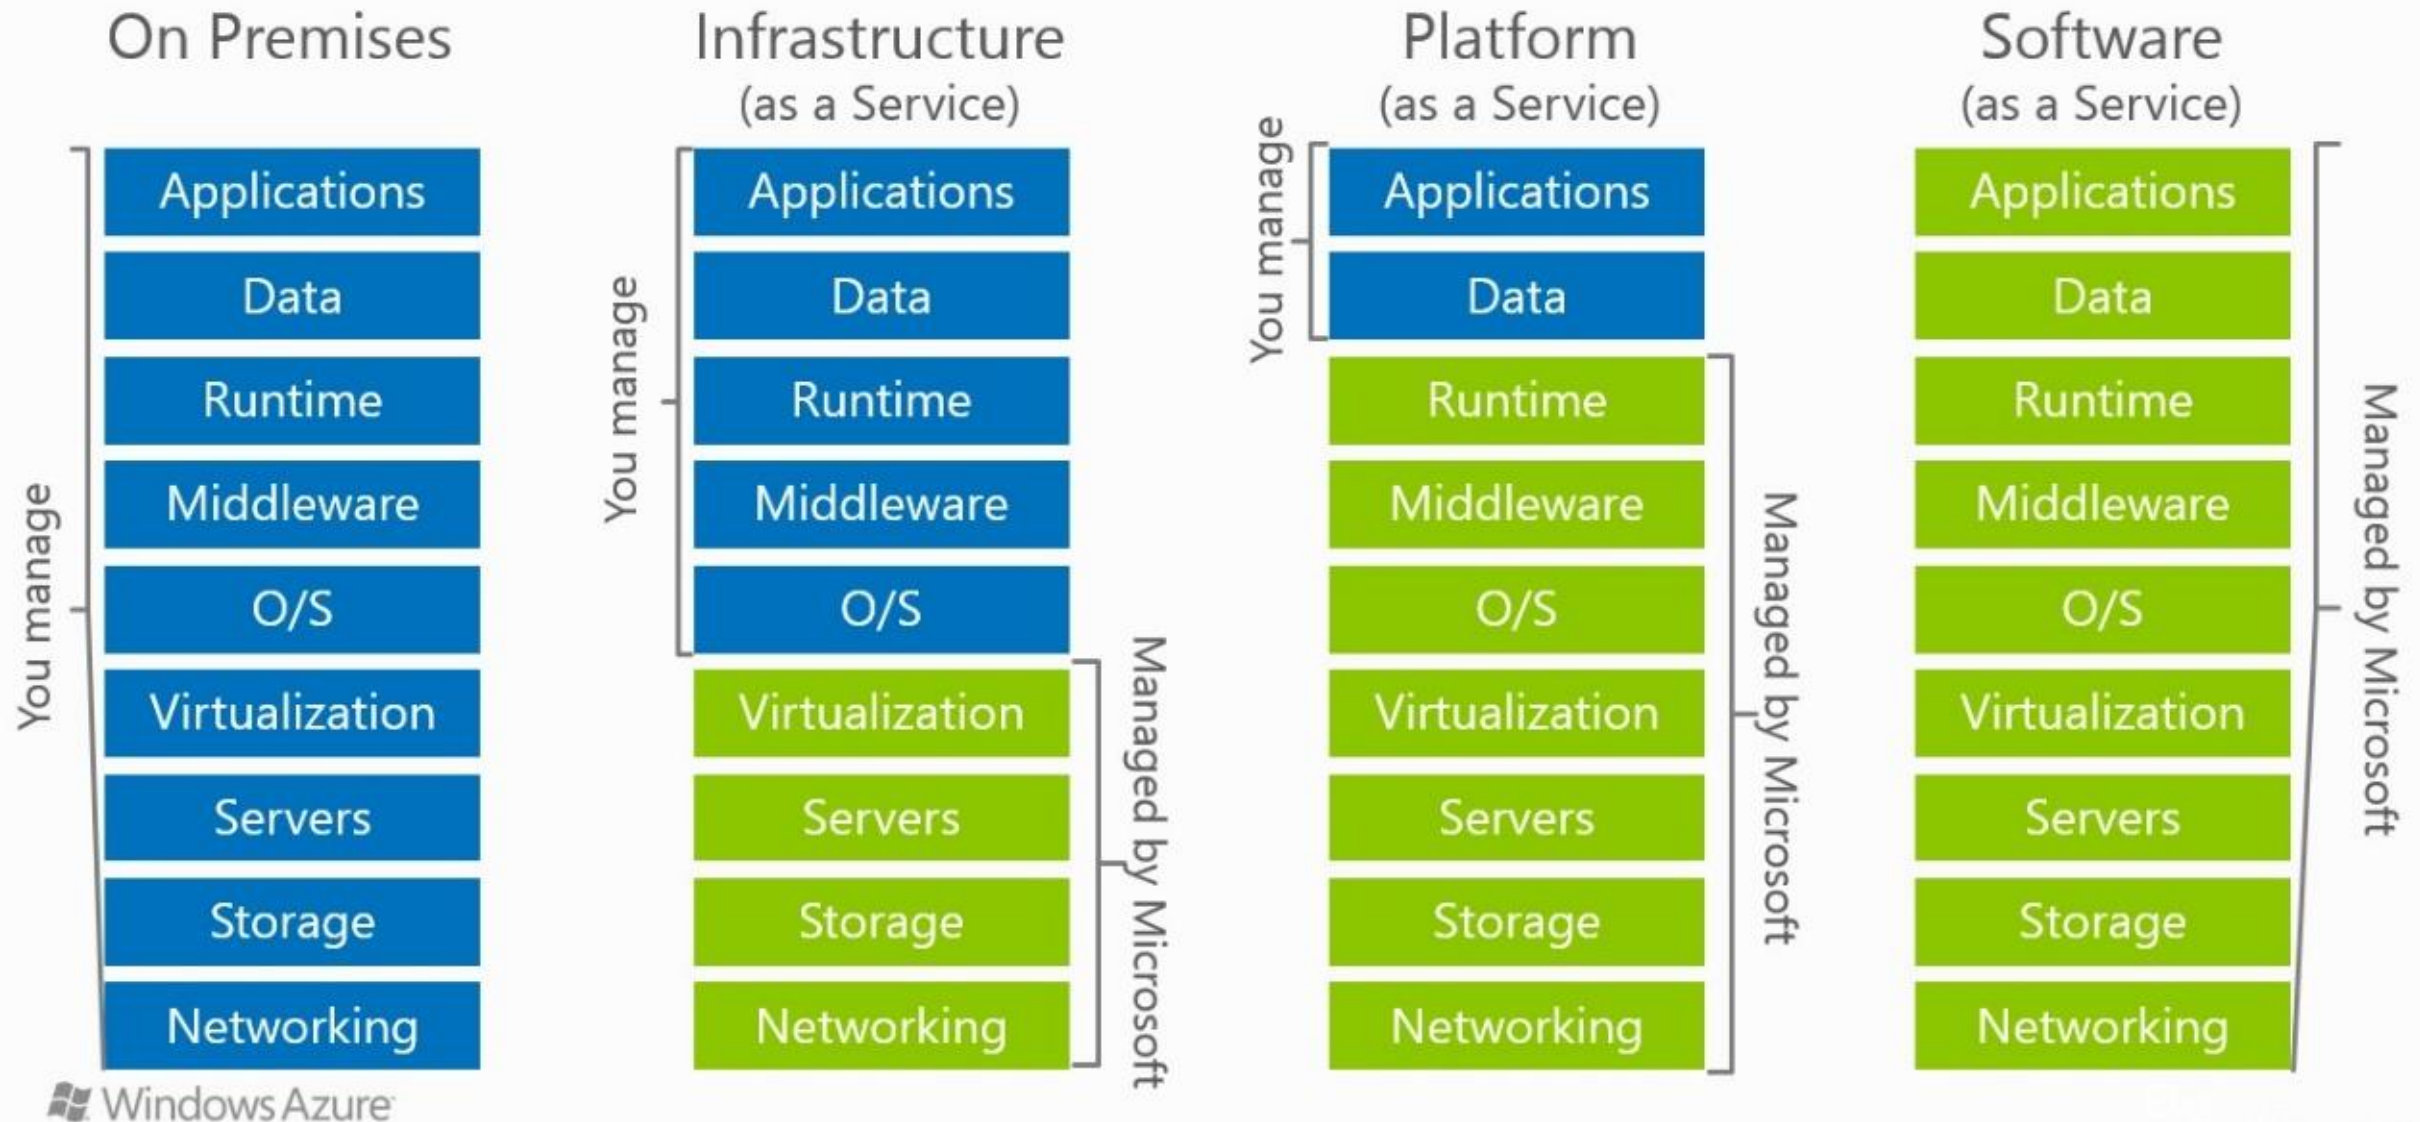 On Premises
You manage
Applications
Data
Runtime
Middleware
O/S
Virtualization
Servers
Storage
Networking
Infrastructure
(as a Service)
You manage
Applications
Data
Runtime
Middleware
O/S
Virtualization
Servers
Storage
Networking
Managed by Microsoft
Platform
(as a Service)
You manage
Applications
Data
Runtime
Middleware
O/S
Virtualization
Servers
Storage
Networking
Managed by Microsoft
Software
(as a Service)
Applications
Data
Runtime
Middleware
O/S
Virtualization
Servers
Storage
Networking
Managed by Microsoft
Windows Azure